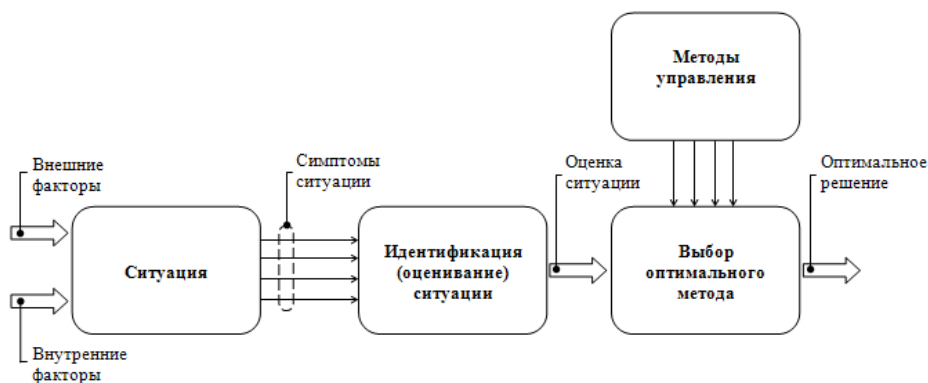 Методы
управления
Внешние
факторы
Симптомы
ситуации
Оценка
ситуации
Оптимальное
решение
Ситуация
Идентификация
(оценивание)
ситуации
Выбор
оптимального
метода
Внутренние
факторы